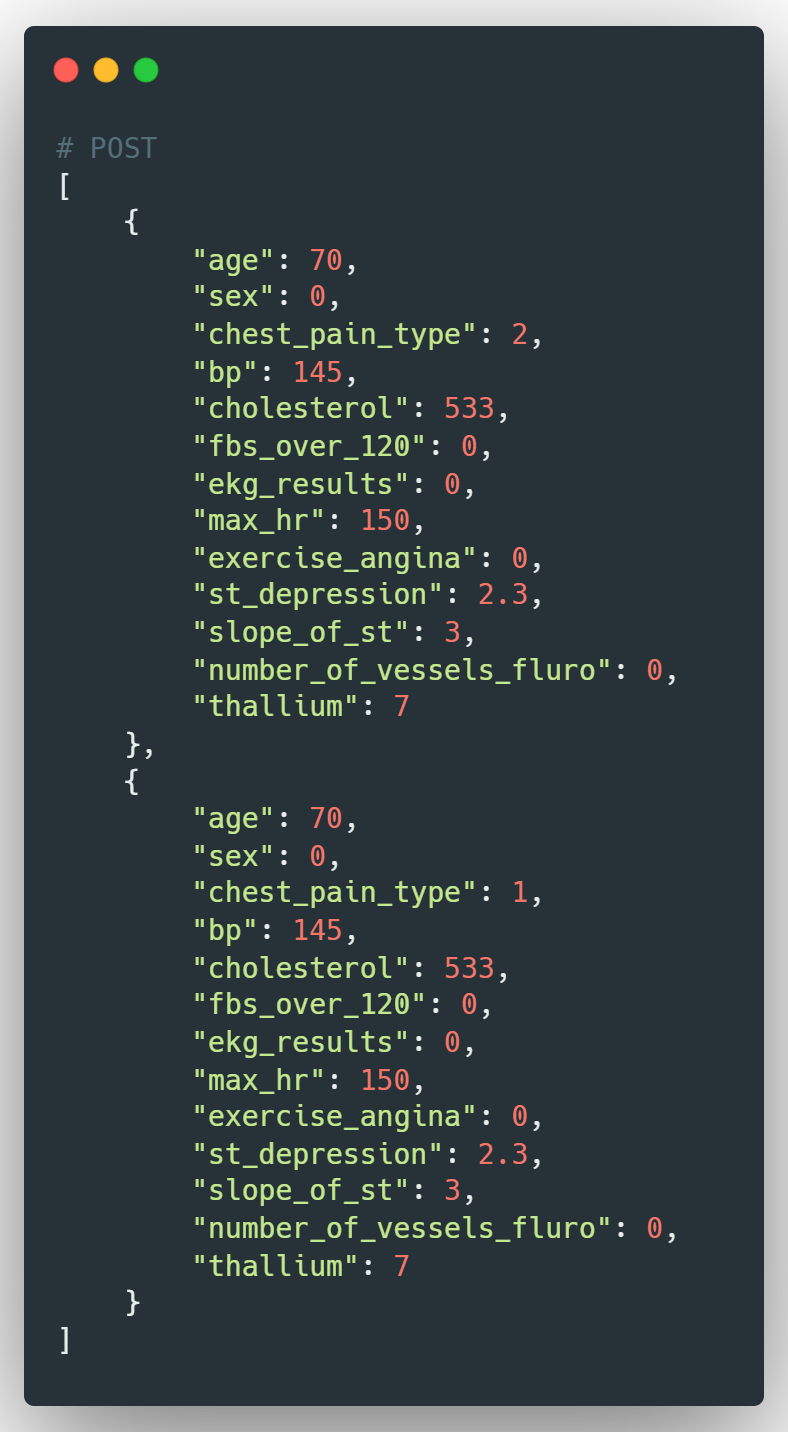 # POST
[
    {
        "age": 70,
        "sex": 0,
        "chest_pain_type": 2,
        "bp": 145,
        "cholesterol": 533,
        "fbs_over_120": 0,
        "ekg_results": 0,
        "max_hr": 150,
        "exercise_angina": 0,
        "st_depression": 2.3,
        "slope_of_st": 3,
        "number_of_vessels_fluro": 0,
        "thallium": 7
    },
    {
        "age": 70,
        "sex": 0,
        "chest_pain_type": 1,
        "bp": 145,
        "cholesterol": 533,
        "fbs_over_120": 0,
        "ekg_results": 0,
        "max_hr": 150,
        "exercise_angina": 0,
        "st_depression": 2.3,
        "slope_of_st": 3,
        "number_of_vessels_fluro": 0,
        "thallium": 7
    }
]